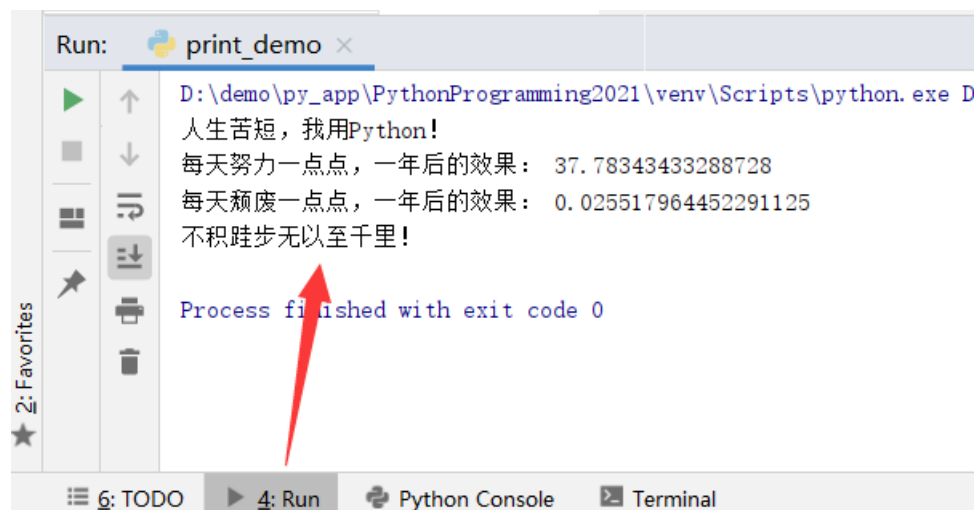 Run: print_demo
D:\demo\py_app\PythonProgramming2021\venv\Scripts\python.exe D
人生苦短，我用Python!
每天努力一点点，一年后的效果： 37.78343433288728
每天颓废一点点，一年后的效果： 0.025517964452291125
不积跬步无以至千里!
Process finished with exit code 0
2: Favorites
6: TODO 4: Run Python Console Terminal